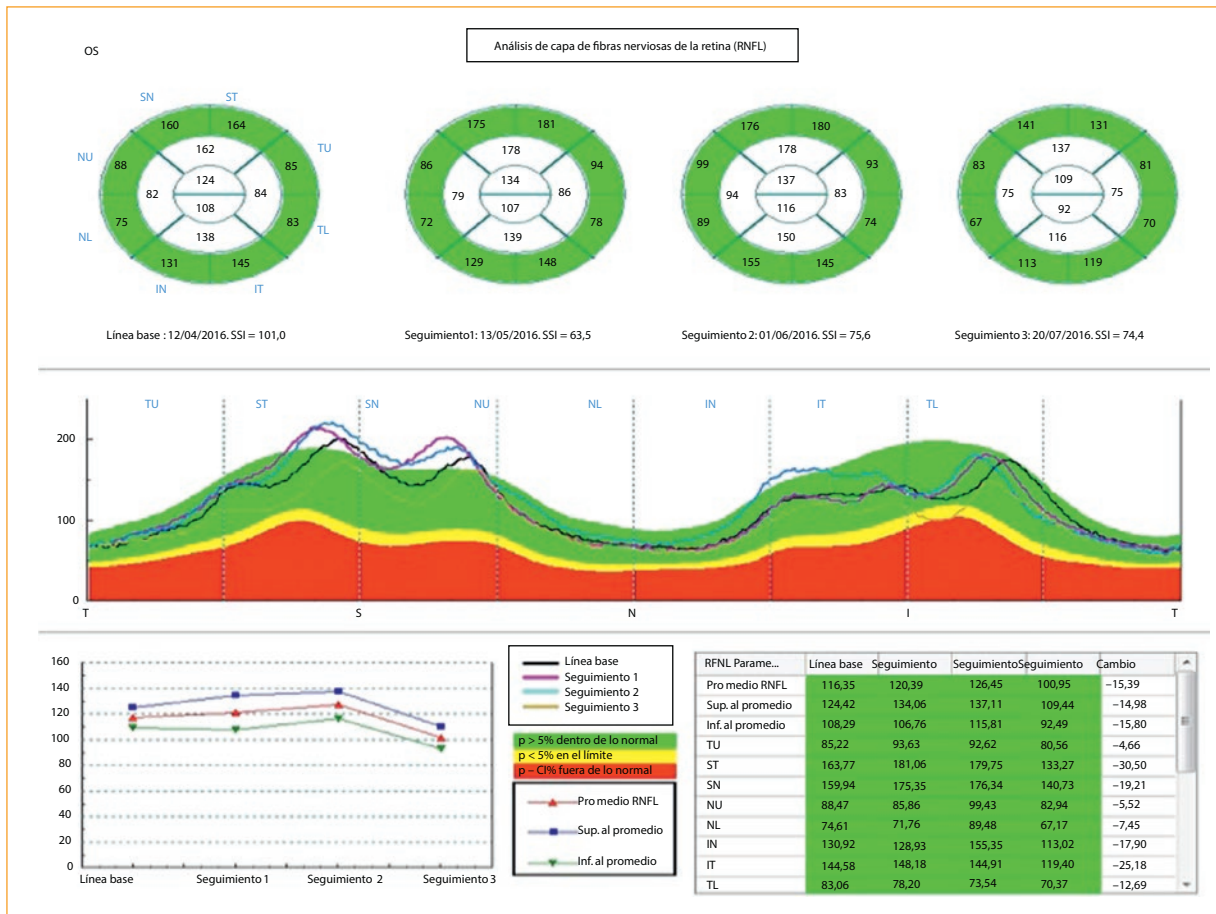 Análisis de capa de fibras nerviosas de la retina (RNFL)
OS
SN ST
160 164
NU 88 162 85 TU
82 124 84
108
NL 75 138 83 TL
131 145
IN IT
175 181
86 178 94
79 134 86
107
72 139 78
129 148
176 180
99 178 93
94 137 83
116
89 150 74
155 145
141 131
83 137 81
75 109 75
92
67 116 70
113 119
Línea base : 12/04/2016. SSI = 101,0
Seguimiento1: 13/05/2016. SSI = 63,5
Seguimiento 2: 01/06/2016. SSI = 75,6
Seguimiento 3: 20/07/2016. SSI = 74,4
TU ST SN NU NL IN IT TL
200
100
0
T S N I T
160
140
120
100
80
60
40
20
0
Línea base Seguimiento 1 Seguimiento 2 Seguimiento 3
Línea base
Seguimiento 1
Seguimiento 2
Seguimiento 3
p > 5% dentro de lo normal
p < 5% en el límite
p – CI% fuera de lo normal
Pro medio RNFL
Sup. al promedio
Inf. al promedio
RFNL Parame... Línea base Seguimiento Seguimiento Seguimiento Cambio
Pro medio RNFL 116,35 120,39 126,45 100,95 –15,39
Sup. al promedio 124,42 134,06 137,11 109,44 –14,98
Inf. al promedio 108,29 106,76 115,81 92,49 –15,80
TU 85,22 93,63 92,62 80,56 –4,66
ST 163,77 181,06 179,75 133,27 –30,50
SN 159,94 175,35 176,34 140,73 –19,21
NU 88,47 85,86 99,43 82,94 –5,52
NL 74,61 71,76 89,48 67,17 –7,45
IN 130,92 128,93 155,35 113,02 –17,90
IT 144,58 148,18 144,91 119,40 –25,18
TL 83,06 78,20 73,54 70,37 –12,69